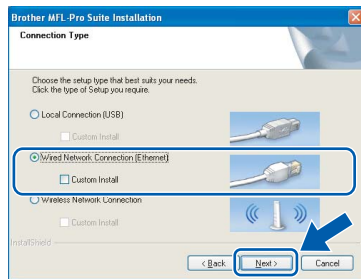 Brother MFL-Pro Suite Installation
Connection Type
Choose the setup type that best suits your needs.
Click the type of Setup you require.
Local Connection (USB)
Custom Install
Wired Network Connection (Ethernet)
Custom Install
Wireless Network Connection
Custom Install
InstallShield
< Back
Next >
Cancel